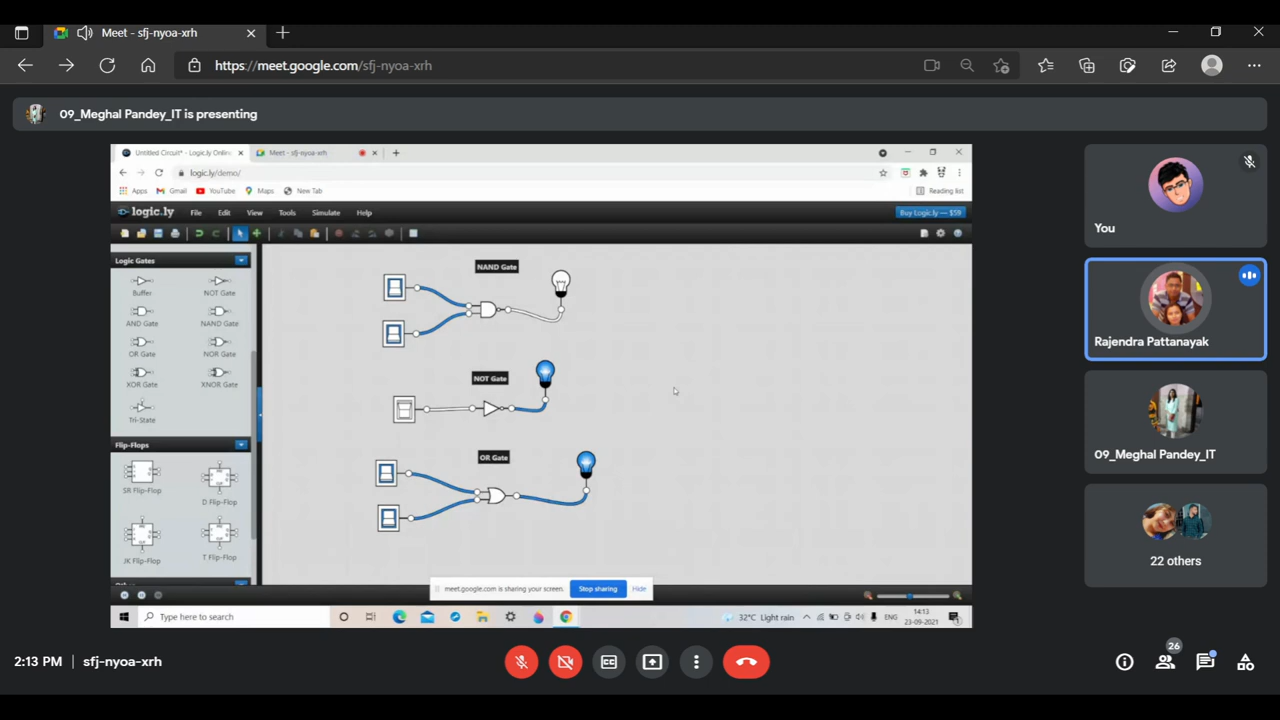 Meet - sfj-nyoa-xrh
https://meet.google.com/sfj-nyoa-xrh
09_Meghal Pandey_IT is presenting
Untitled Circuit* - Logic.ly Onlin
Meet - sfj-nyoa-xrh
logic.ly/demo/
Apps Gmail YouTube Maps New Tab Reading list
logic.ly File Edit View Tools Simulate Help Buy Logic.ly — $59
Logic Gates
Buffer NOT Gate
AND Gate NAND Gate
OR Gate NOR Gate
XOR Gate XNOR Gate
Tri-State
Flip-Flops
SR Flip-Flop D Flip-Flop
JK Flip-Flop T Flip-Flop
NAND Gate
NOT Gate
OR Gate
meet.google.com is sharing your screen. Stop sharing Hide
Type here to search
32°C Light rain ENG 14:13
23-09-2021
You
Rajendra Pattanayak
09_Meghal Pandey_IT
22 others
2:13 PM sfj-nyoa-xrh
CC
26